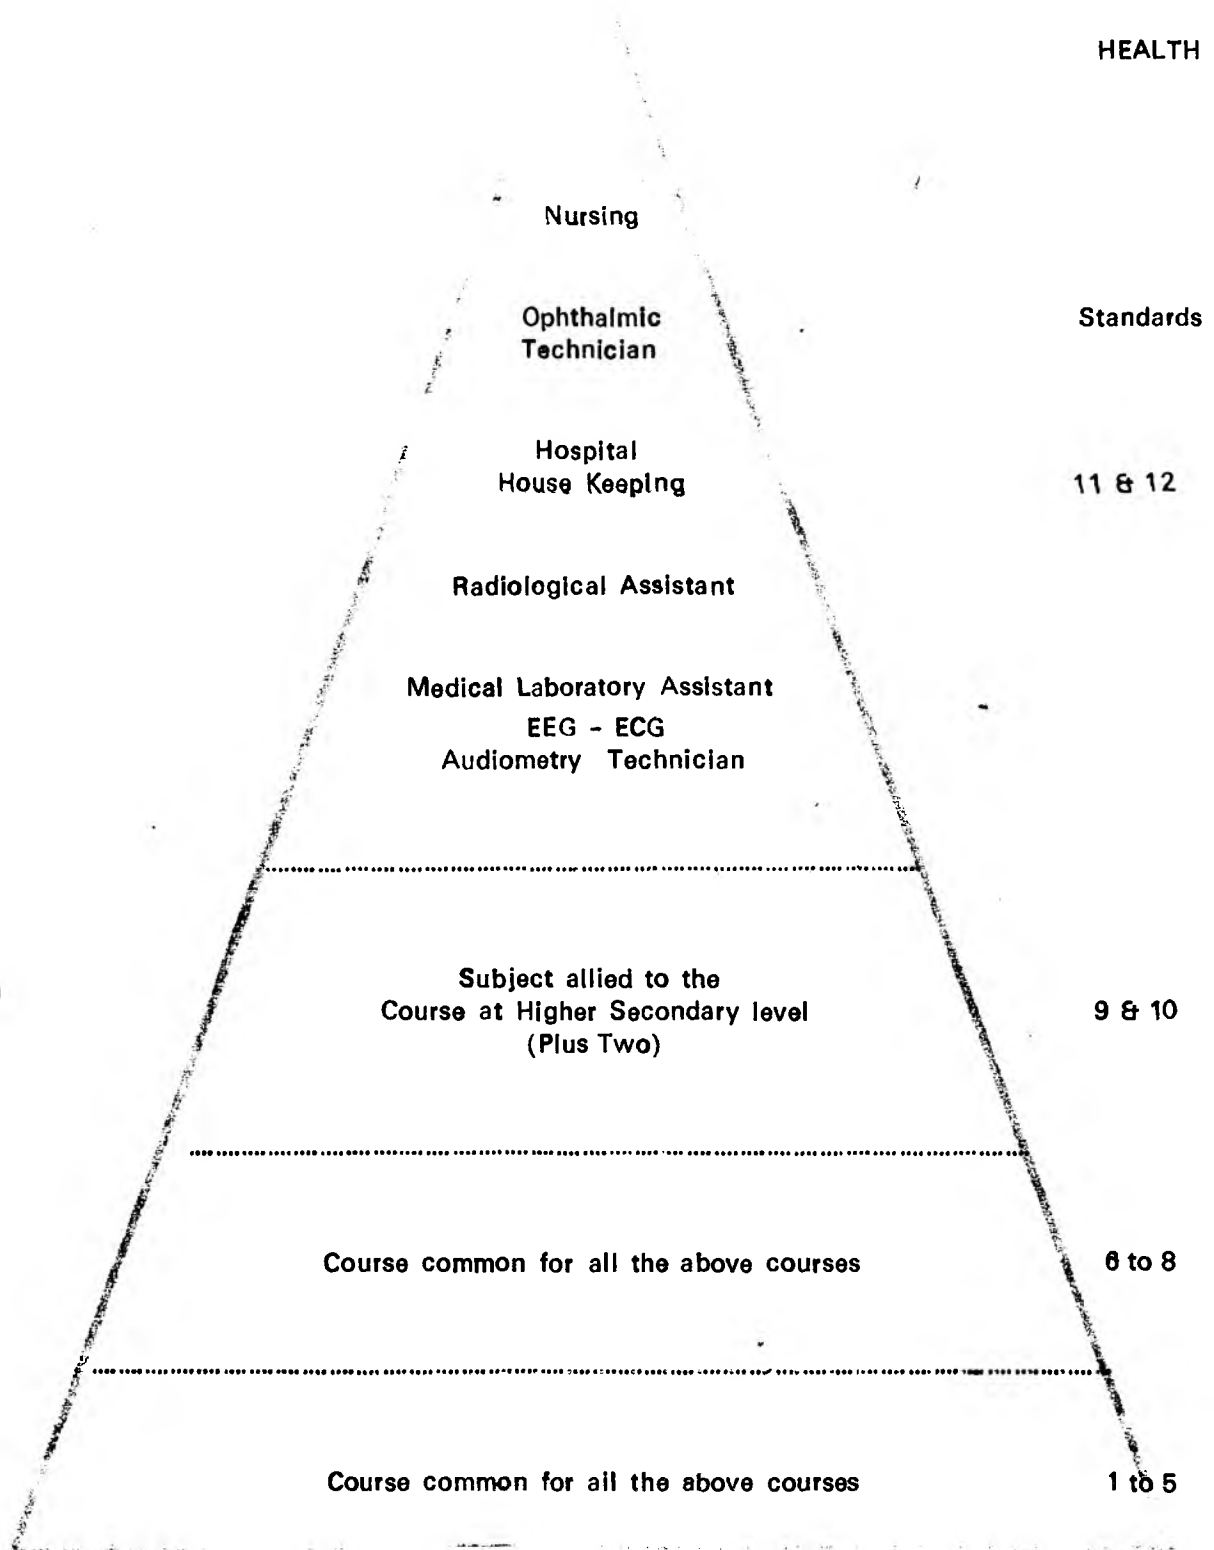 HEALTH
Nursing
Ophthalmic
Technician
Standards
Hospital
House Keeping
11 & 12
Radiological Assistant
Medical Laboratory Assistant
EEG - ECG
Audiometry Technician
Subject allied to the
Course at Higher Secondary level
(Plus Two)
9 & 10
Course common for all the above courses
6 to 8
Course common for all the above courses
1 to 5